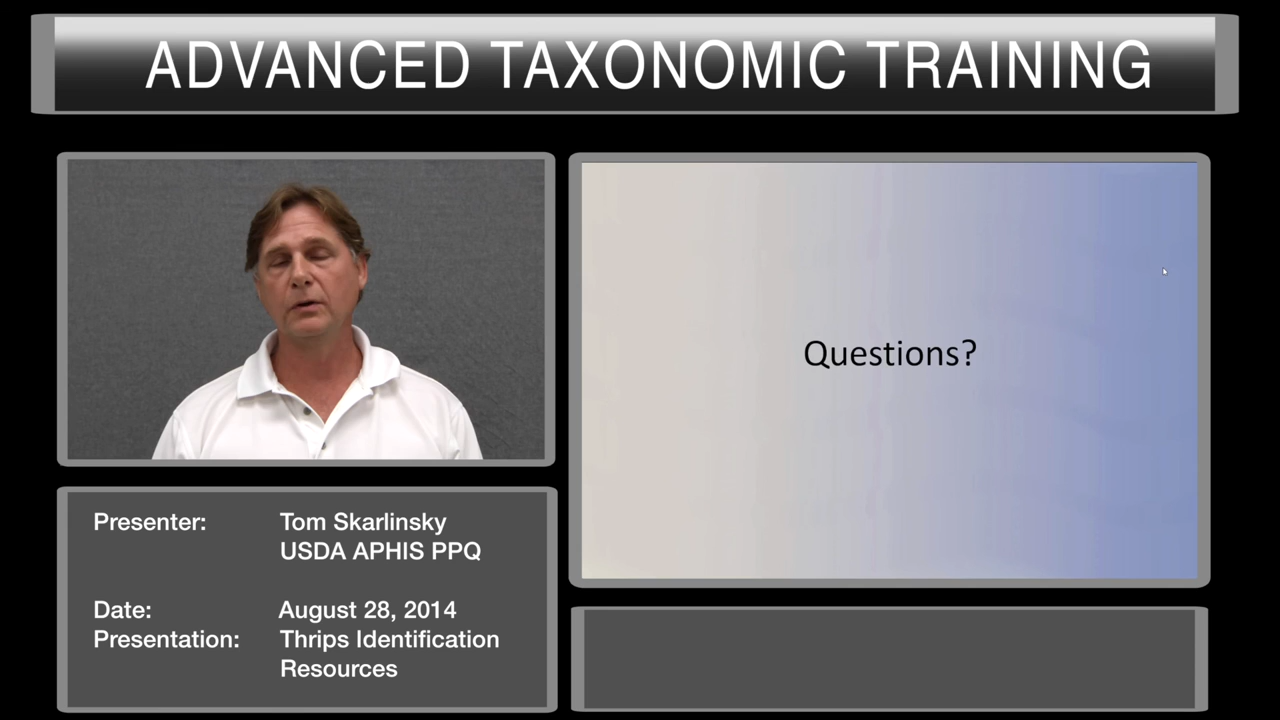 ADVANCED TAXONOMIC TRAINING
Questions?
Presenter: Tom Skarlinsky
USDA APHIS PPQ
Date: August 28, 2014
Presentation: Thrips Identification
Resources